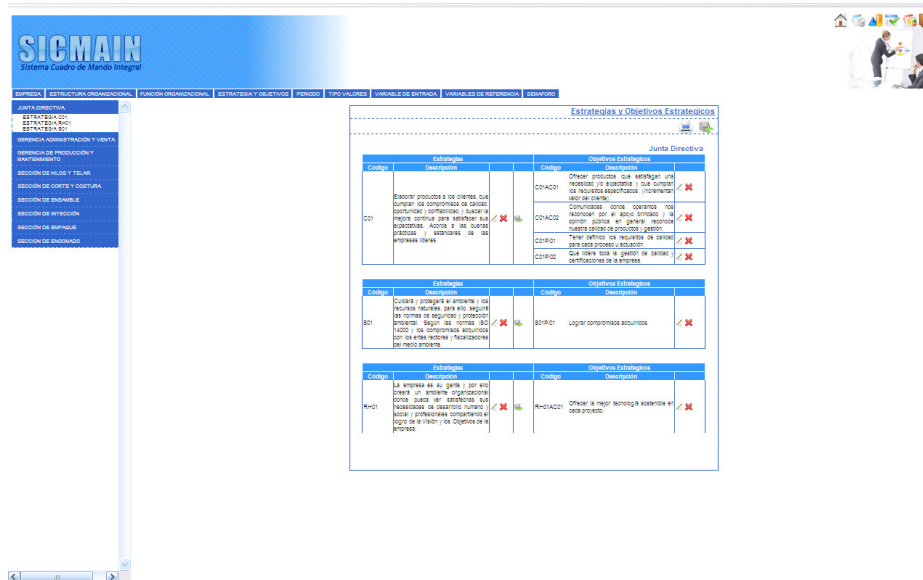 SICMAIN
Sistema Cuadro de Mando Integral
EMPRESA ESTRUCTURA ORGANIZACIONAL FUNCIÓN ORGANIZACIONAL ESTRATEGIA Y OBJETIVOS PERIODO TIPO VALORES VARIABLE DE ENTRADA VARIABLES DE REFERENCIA SEMAFORO
JUNTA DIRECTIVA
ESTRATEGIA C01
ESTRATEGIA RH01
ESTRATEGIA S01
GERENCIA ADMINISTRACIÓN Y VENTA
GERENCIA DE PRODUCCIÓN Y
MANTENIMIENTO
SECCIÓN DE HILOS Y TELAR
SECCIÓN DE CORTE Y COSTURA
SECCIÓN DE ENSAMBLE
SECCIÓN DE INYECCIÓN
SECCIÓN DE EMPAQUE
SECCIÓN DE ENGOMADO
Estrategias y Objetivos Estrategicos
Junta Directiva
Estrategias Objetivos Estrategicos
Código Descripción Código Descripción
C01
Elaborar productos a los clientes, que
cumplan los compromisos de calidad,
oportunidad y confiabilidad, y buscar la
mejora continua para satisfacer sus
expectativas. Acorde a las buenas
prácticas y estándares de las
empresas líderes.
C01AC01
Ofrecer productos que satisfagan una
necesidad y/o expectativa y que cumplan
los requisitos especificados. (Incrementan
valor del cliente).
C01AC02
Comunidades donde operamos nos
reconocen por el apoyo brindado y la
opinión pública en general reconoce
nuestra calidad de productos y gestión.
C01PI01
Tener definido los requisitos de calidad
para cada proceso u actuación.
C01PI02
Que lidere toda la gestión de calidad y
certificaciones de la empresa.
Estrategias Objetivos Estrategicos
Código Descripción Código Descripción
S01
Cuidará y protegerá el ambiente y los
recursos naturales, para ello, seguirá
las normas de seguridad y protección
ambiental. Según las normas ISO
14000 y los compromisos adquiridos
con los entes rectores y fiscalizadores
del medio ambiente.
S01PI01 Lograr compromisos adquiridos
Estrategias Objetivos Estrategicos
Código Descripción Código Descripción
RH01
La empresa es su gente y por ello
creará un ambiente organizacional
donde pueda ver satisfechas sus
necesidades de desarrollo humano y
social y profesionales compartiendo el
logro de la Visión y los Objetivos de la
empresa.
RH01AC01
Ofrecer la mejor tecnología sostenible en
cada proyecto.